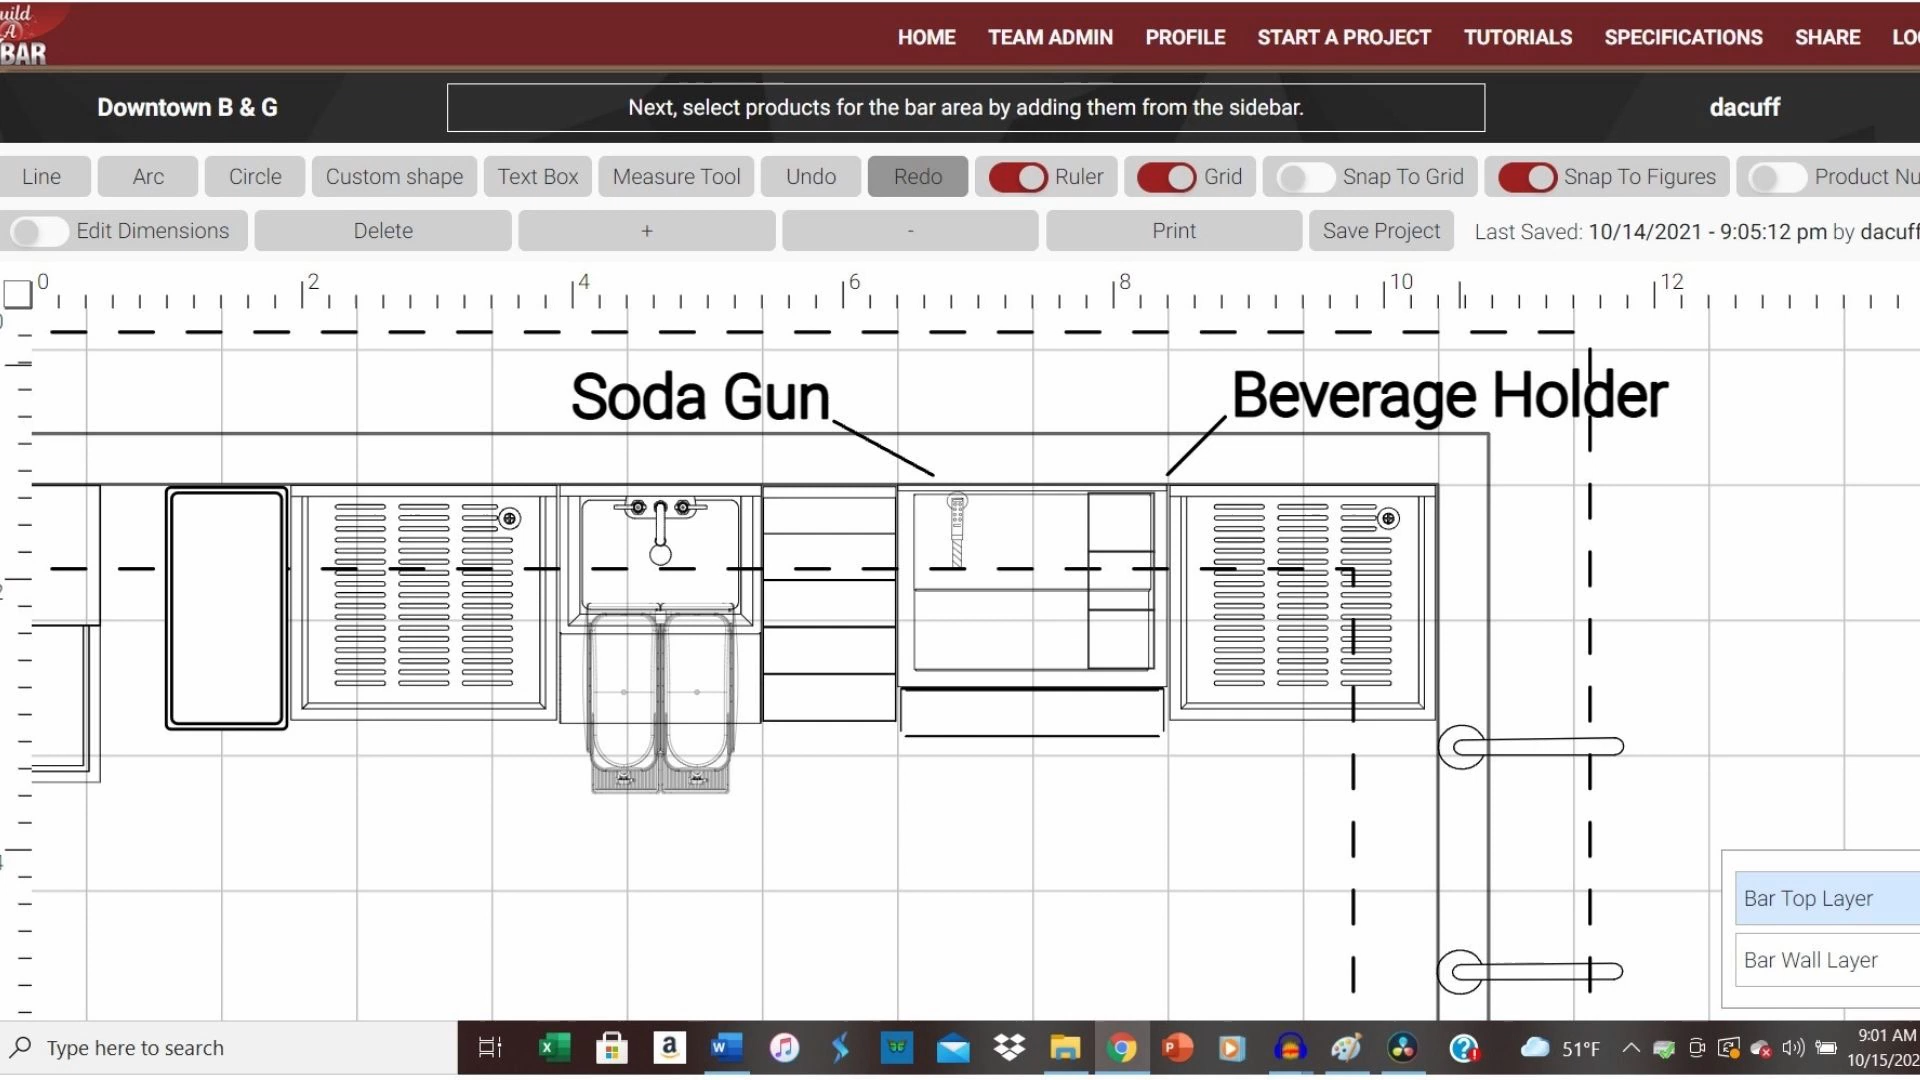 uild
A
BAR
HOME TEAM ADMIN PROFILE START A PROJECT TUTORIALS SPECIFICATIONS SHARE LO
Downtown B & G
Next, select products for the bar area by adding them from the sidebar.
dacuff
Line Arc Circle Custom shape Text Box Measure Tool Undo Redo Ruler Grid Snap To Grid Snap To Figures Product Nu
Edit Dimensions Delete + - Print Save Project Last Saved: 10/14/2021 - 9:05:12 pm by dacuff
0 2 4 6 8 10 12
0
Soda Gun
Beverage Holder
2
4
Bar Top Layer
Bar Wall Layer
Type here to search
51°F
9:01 AM
10/15/202